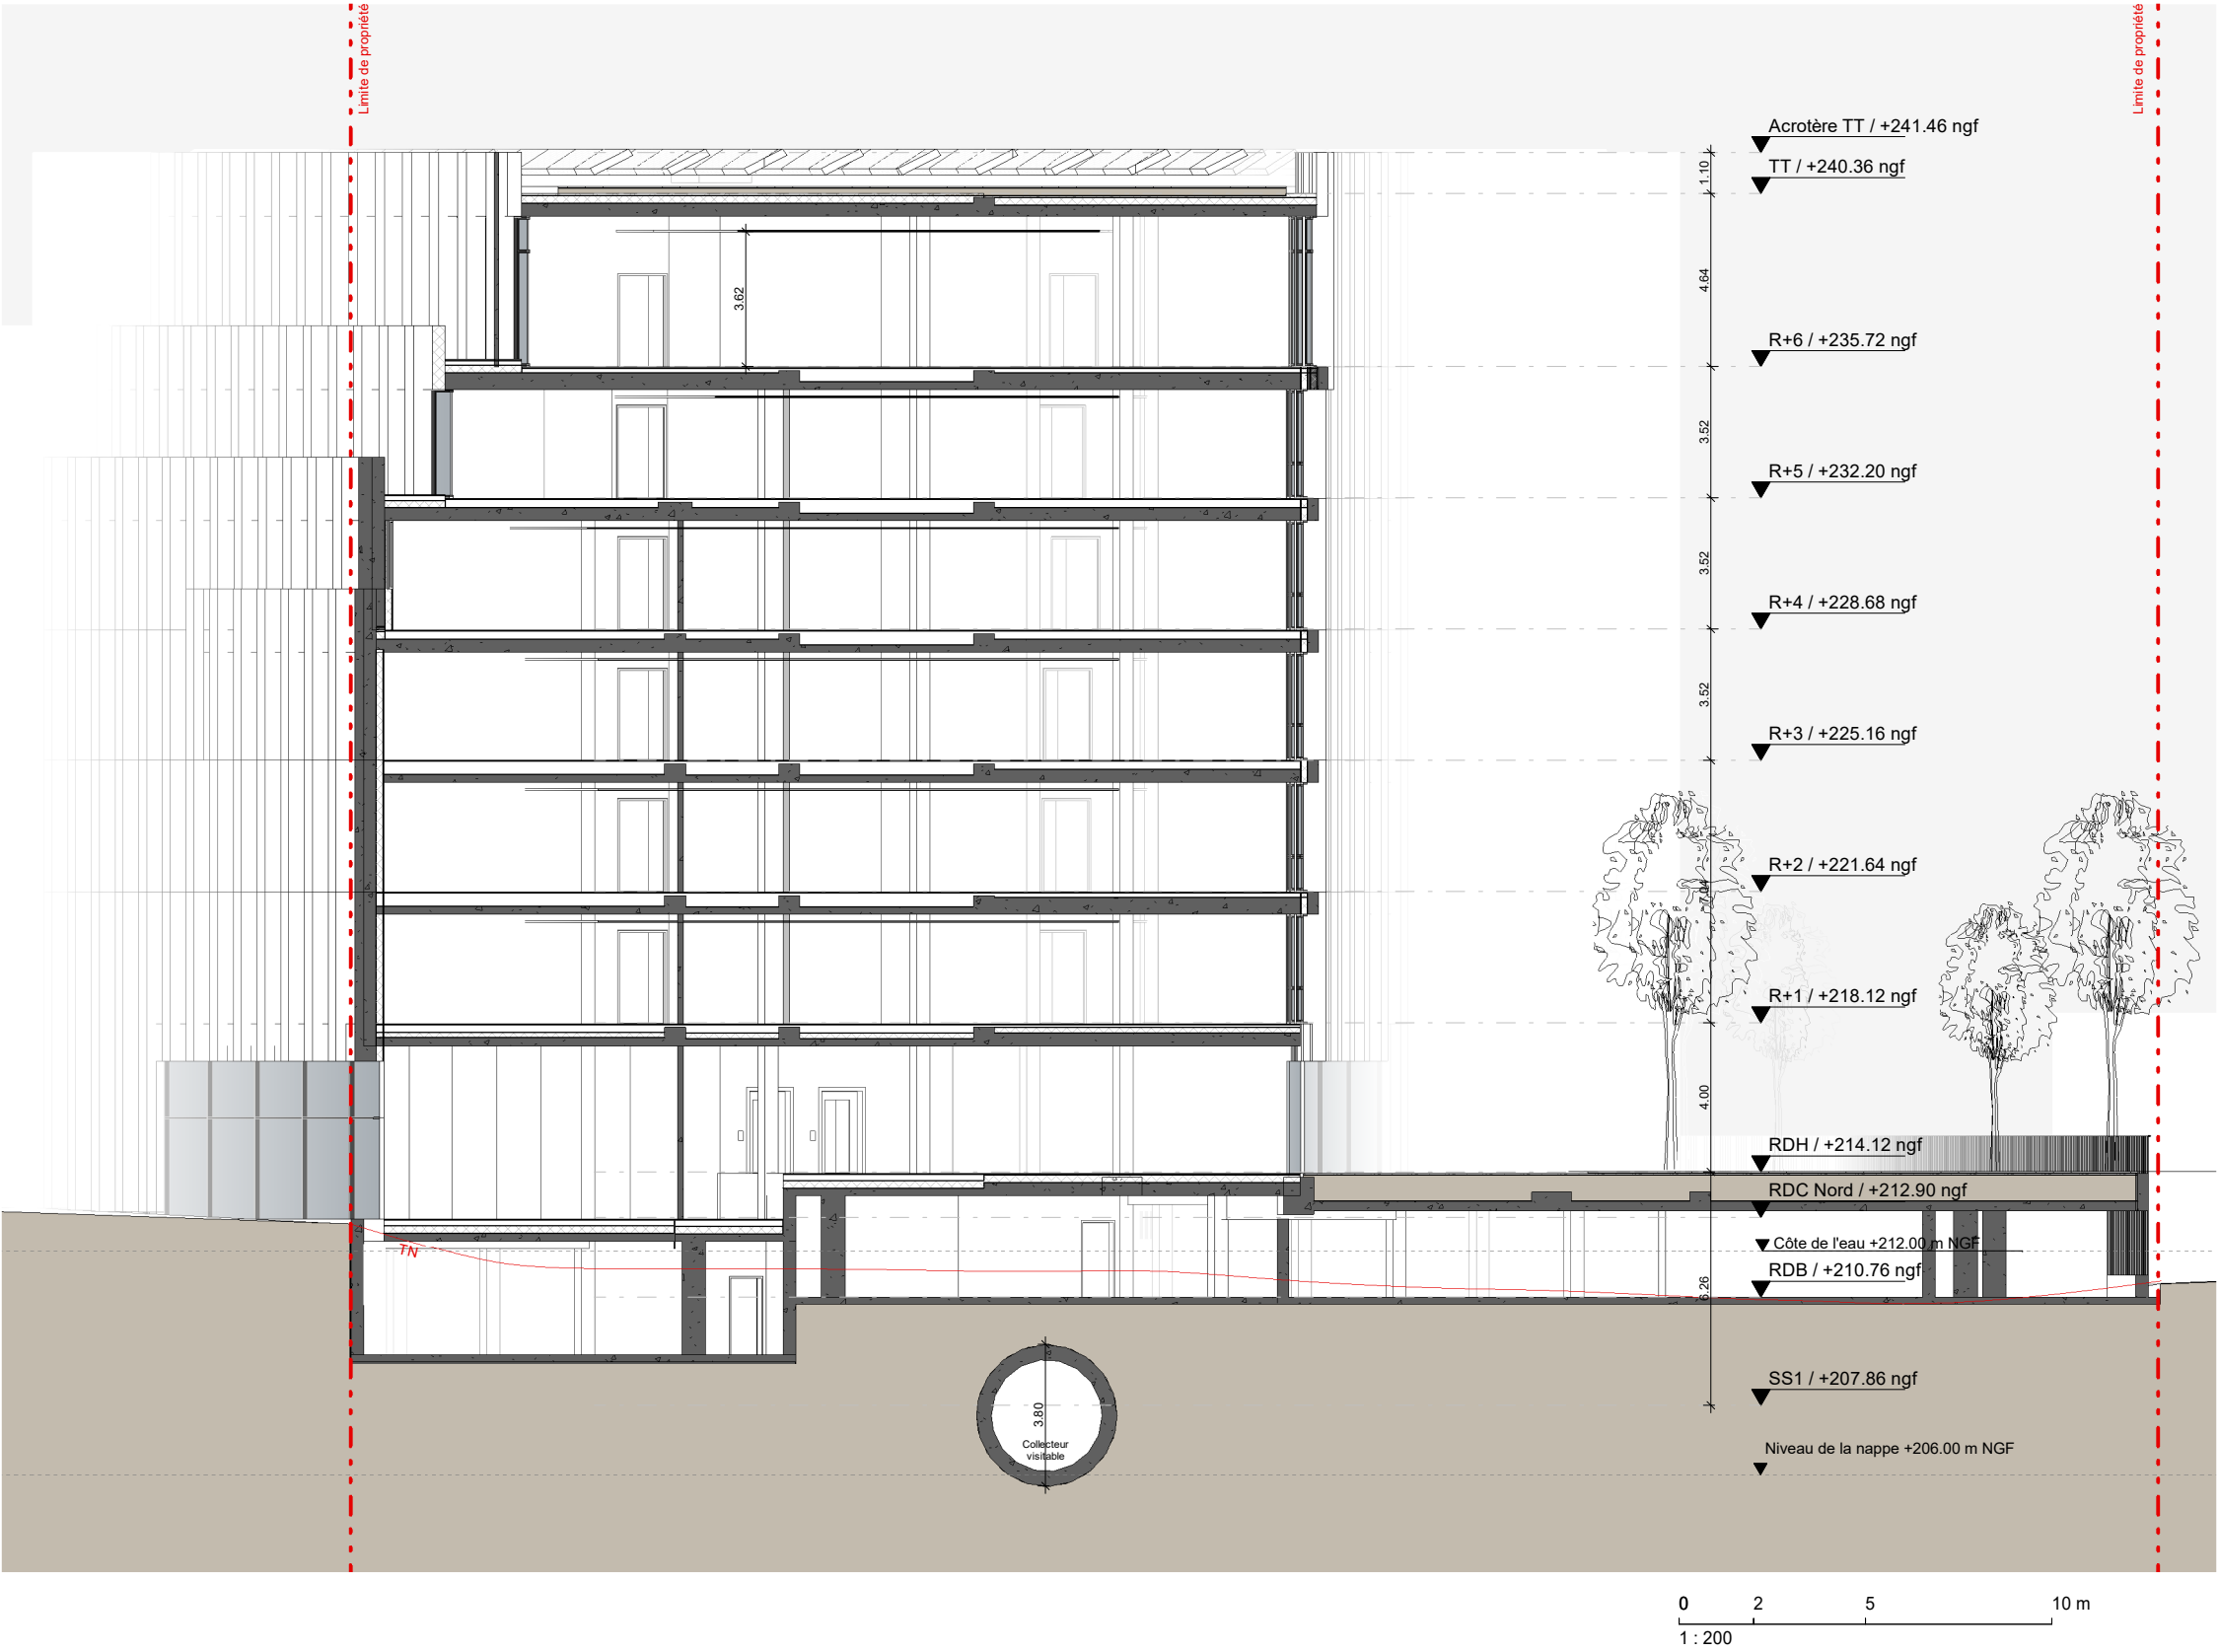 Limite de propriété
Limite de propriété
Acrotère TT / +241.46 ngf
1.10
TT / +240.36 ngf
3.62
4.64
R+6 / +235.72 ngf
3.52
R+5 / +232.20 ngf
3.52
R+4 / +228.68 ngf
3.52
R+3 / +225.16 ngf
R+2 / +221.64 ngf
7.04
R+1 / +218.12 ngf
4.00
RDH / +214.12 ngf
RDC Nord / +212.90 ngf
TN
Côte de l'eau +212.00 m NGF
RDB / +210.76 ngf
6.26
SS1 / +207.86 ngf
3.80
Collecteur
visitable
Niveau de la nappe +206.00 m NGF
0 2 5 10 m
1 : 200